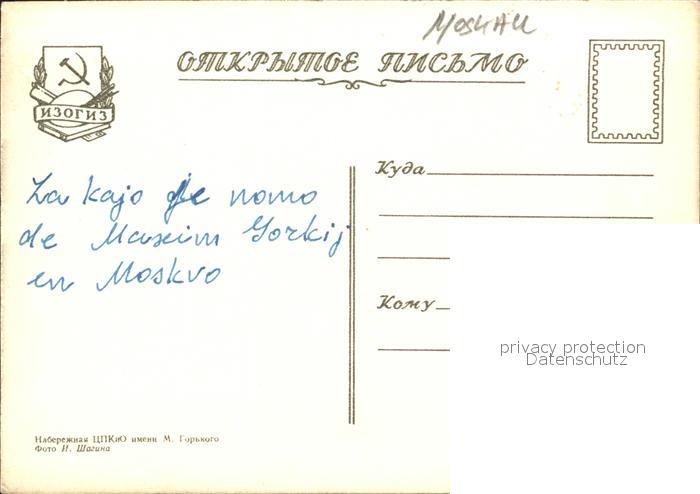 MOSKAU
ОТКРЫТОЕ ПИСЬМО
ИЗОГИЗ
Куда
La kajo je nomo
de Maxim Gorkij
en Moskvo
Кому
privacy protection
Datenschutz
Набережная ЦПКиО имени М. Горького
Фото И. Шагина